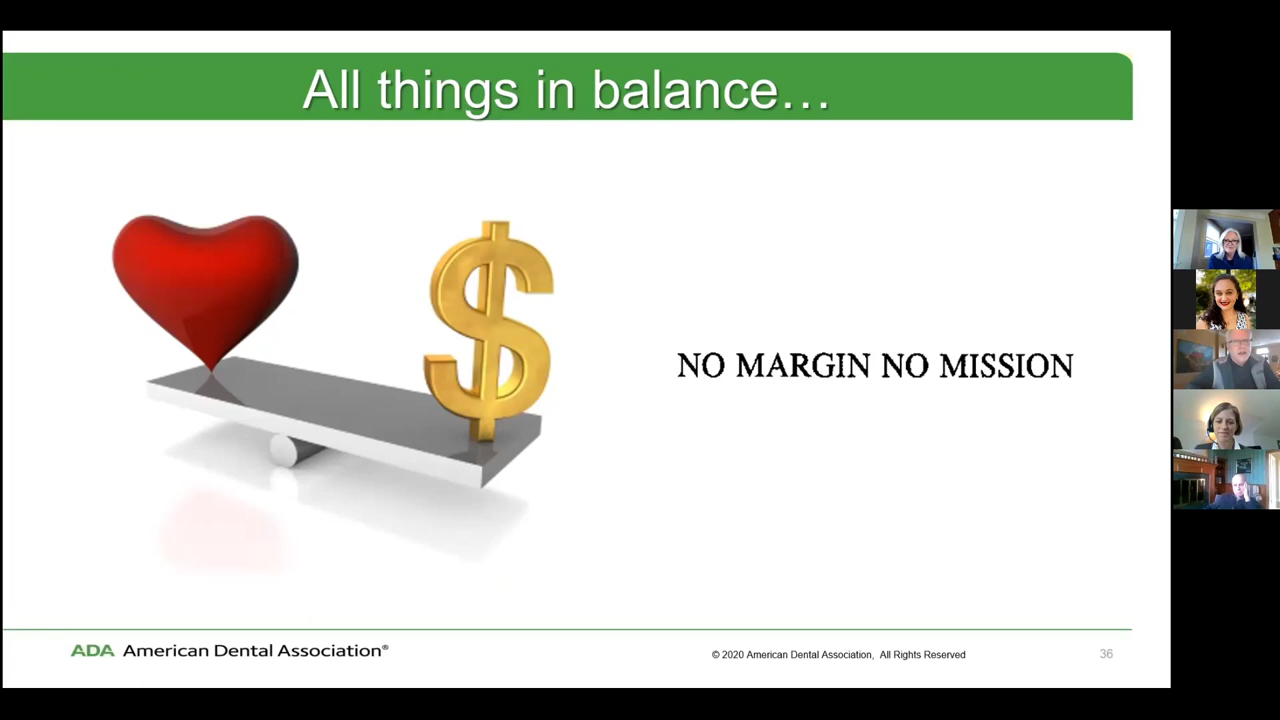 All things in balance…
$
NO MARGIN NO MISSION
ADA American Dental Association®
© 2020 American Dental Association, All Rights Reserved
36